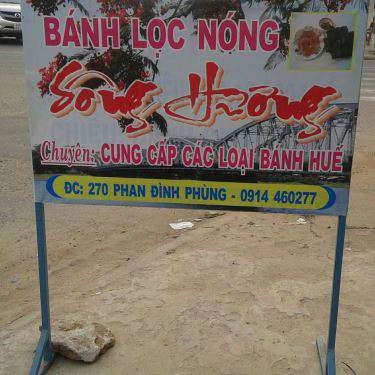 BÁNH LỌC NÓNG
Sông Hương
Chuyên: CUNG CẤP CÁC LOẠI BÁNH HUẾ
ĐC: 270 PHAN ĐÌNH PHÙNG - 0914 460277